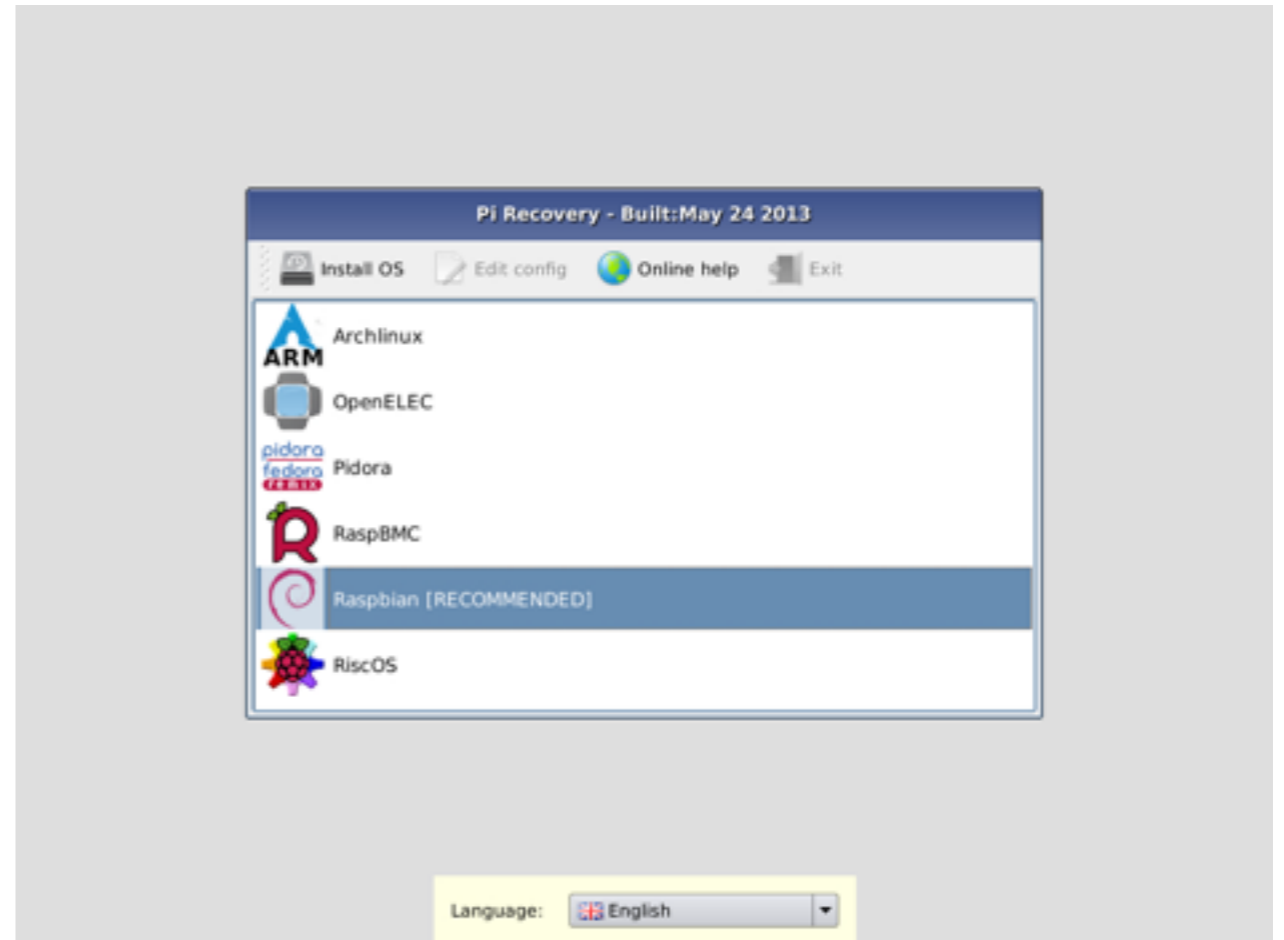 Pi Recovery - Built:May 24 2013
Install OS Edit config Online help Exit
ARM Archlinux
OpenELEC
pidora
fedora
remix
Pidora
RaspBMC
Raspbian [RECOMMENDED]
RiscOS
Language: English